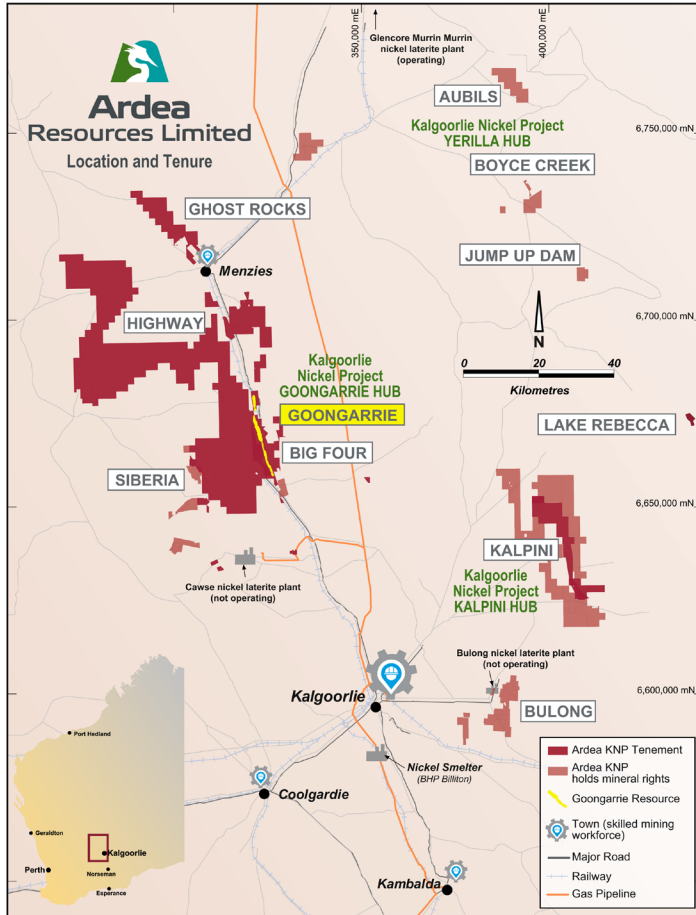 350,000 mE
400,000 mE
Glencore Murrin Murrin
nickel laterite plant
(operating)
Ardea
Resources Limited
Location and Tenure
AUBILS
Kalgoorlie Nickel Project
YERILLA HUB
6,750,000 mN
BOYCE CREEK
GHOST ROCKS
JUMP UP DAM
Menzies
HIGHWAY
N
6,700,000 mN
0 20 40
Kilometres
Kalgoorlie
Nickel Project
GOONGARRIE HUB
GOONGARRIE
LAKE REBECCA
BIG FOUR
SIBERIA
6,650,000 mN
KALPINI
Kalgoorlie
Nickel Project
KALPINI HUB
Cawse nickel laterite plant
(not operating)
Bulong nickel laterite plant
(not operating)
Kalgoorlie
6,600,000 mN
BULONG
Nickel Smelter
(BHP Billiton)
Coolgardie
Kambalda
Port Hedland
Geraldton
Kalgoorlie
Perth
Norseman
Esperance
Ardea KNP Tenement
Ardea KNP
holds mineral rights
Goongarrie Resource
Town (skilled mining
workforce)
Major Road
Railway
Gas Pipeline